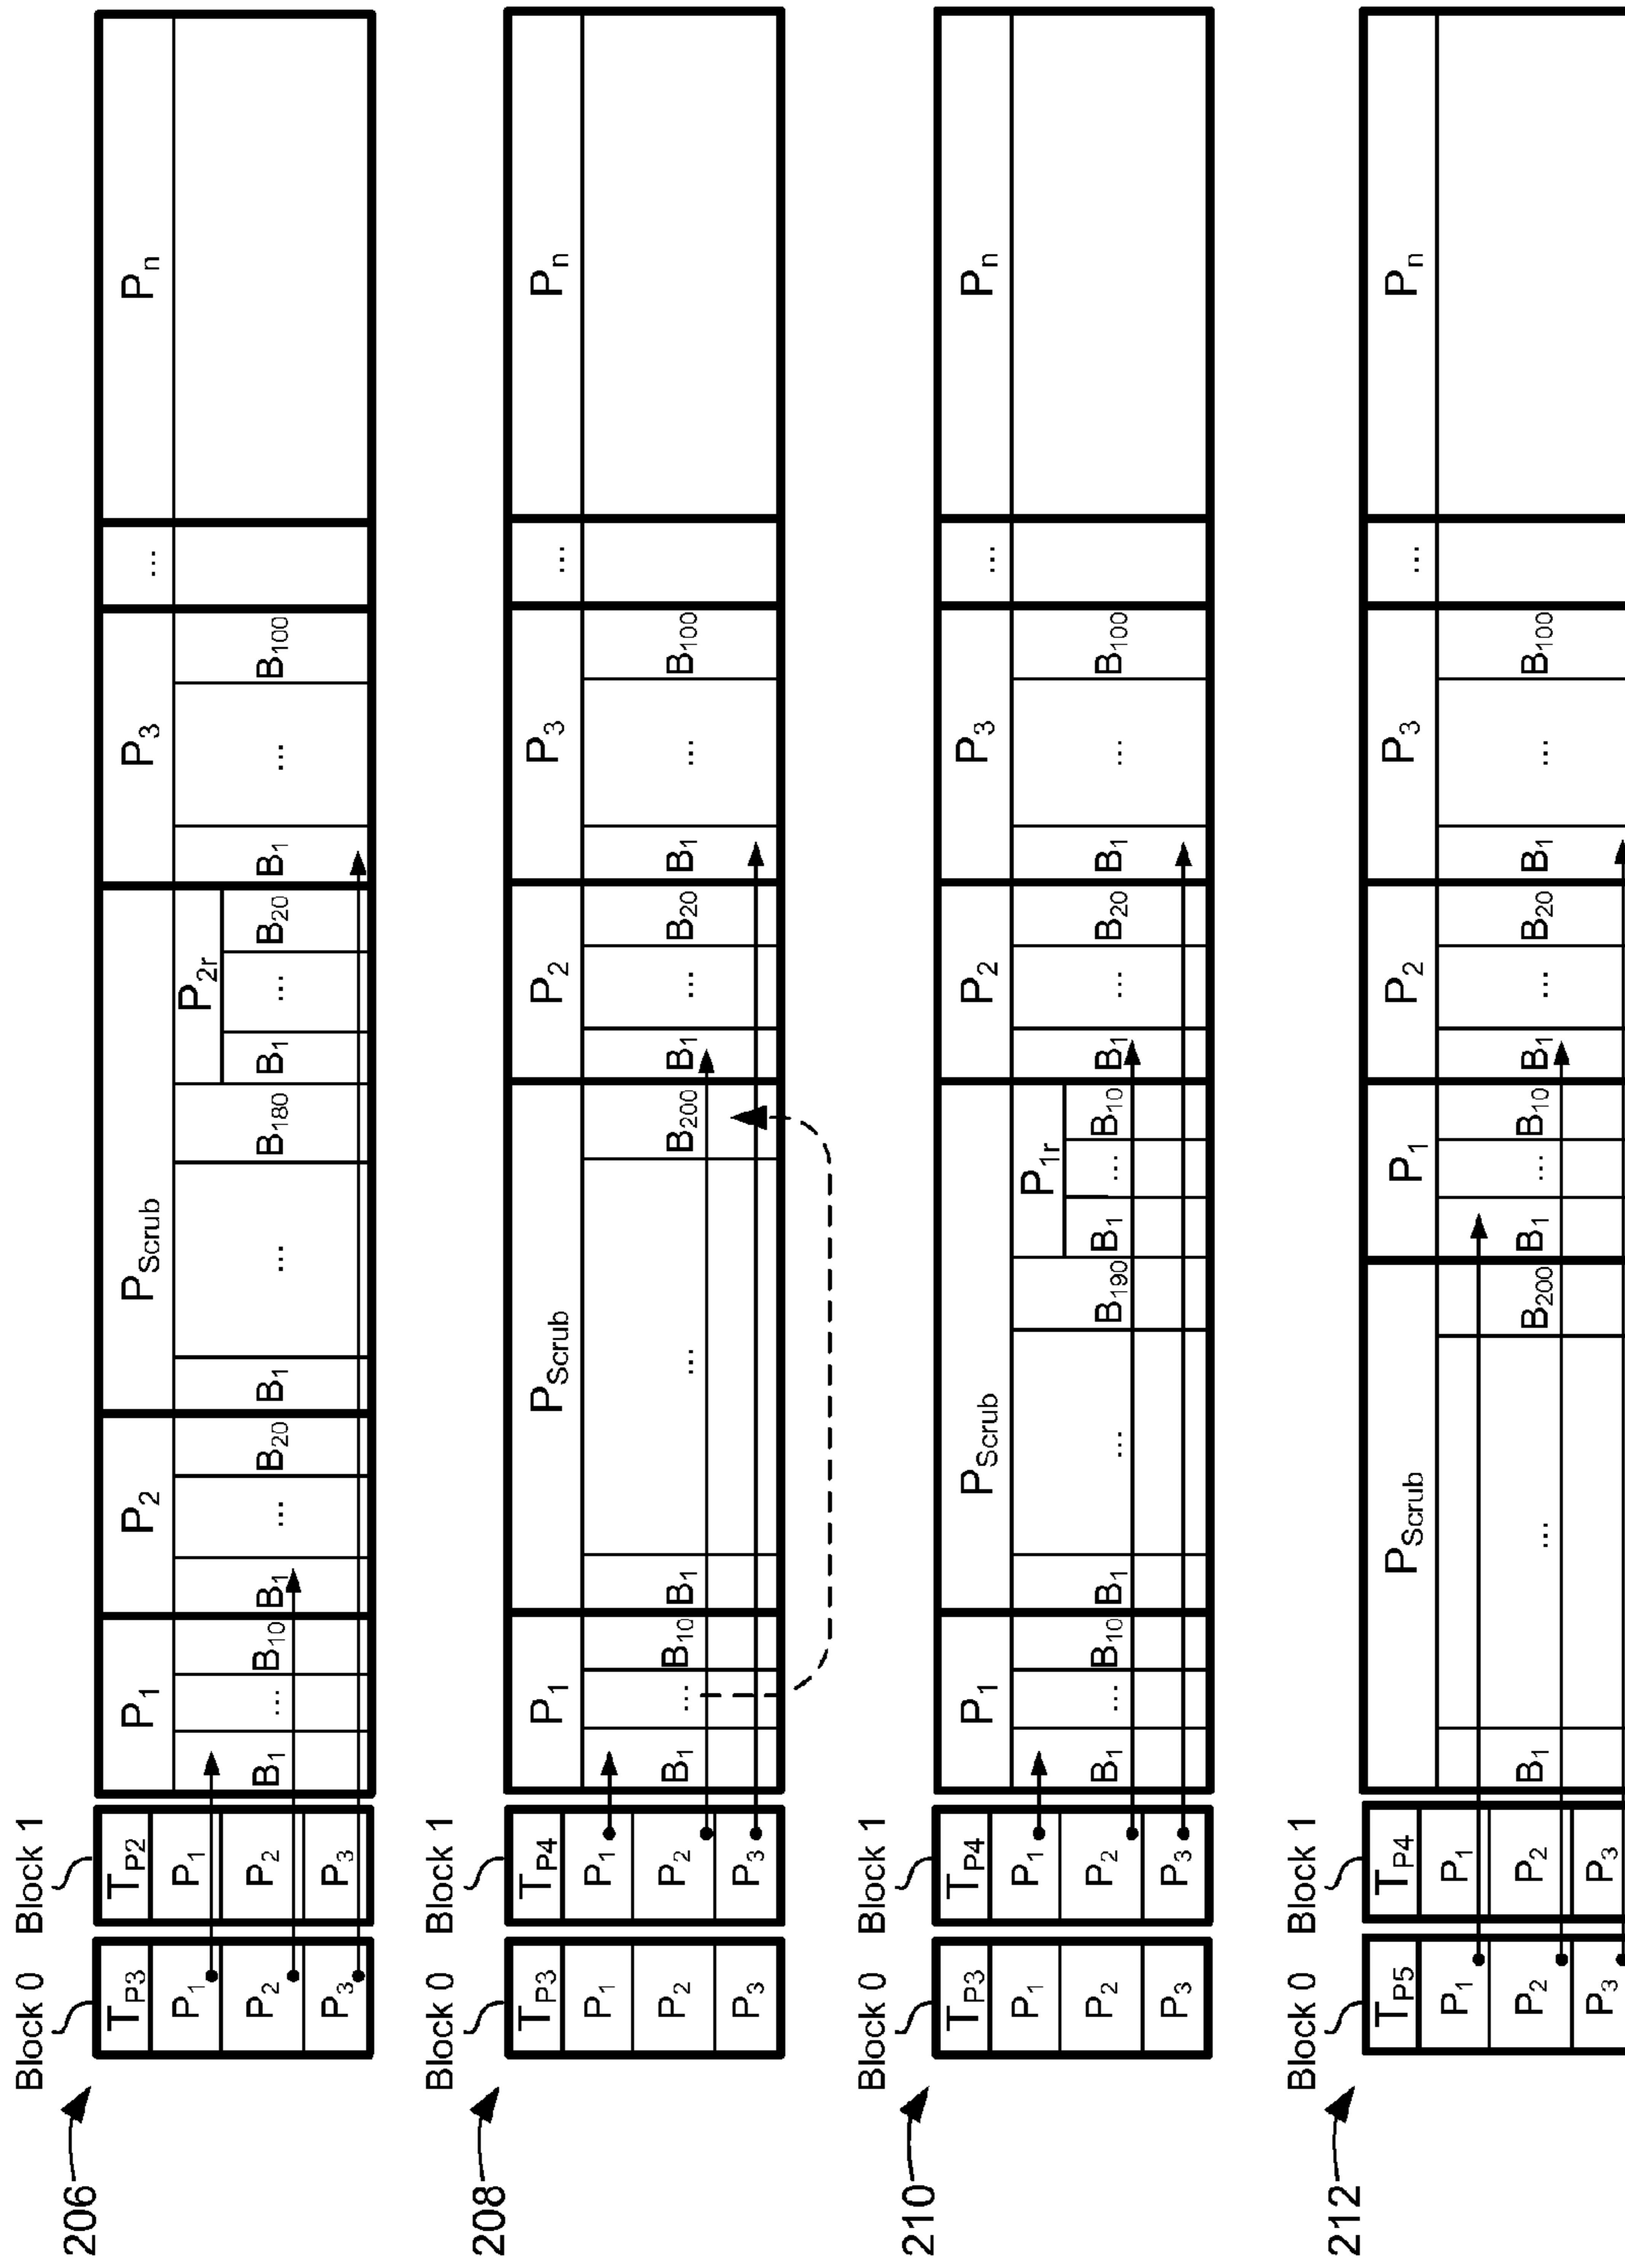 206
Block 0 Block 1
TP3 TP2 P1 P2 PScrub P3 ... Pn
P1 P1 P2r
P2 P2 B1 ... B10 B1 ... B20 B1 ... B180 B1 ... B20 B1 ... B100
P3 P3
208
Block 0 Block 1
TP3 TP4 P1 PScrub P2 P3 ... Pn
P1 P1
P2 P2 B1 ... B10 B1 ... B200 B1 ... B20 B1 ... B100
P3 P3
210
Block 0 Block 1
TP3 TP4 P1 PScrub P2 P3 ... Pn
P1 P1 P1r
P2 P2 B1 ... B10 B1 ... B190 B1 ... B10 B1 ... B20 B1 ... B100
P3 P3
212
Block 0 Block 1
TP5 TP4 PScrub P1 P2 P3 ... Pn
P1 P1
P2 P2 B1 ... B200 B1 ... B10 B1 ... B20 B1 ... B100
P3 P3